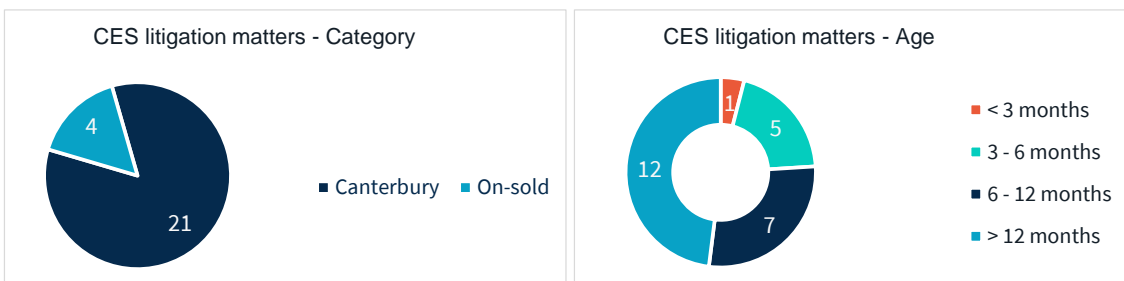 CES litigation matters - Category
4
21
Canterbury
On-sold
CES litigation matters - Age
1
5
12
7
< 3 months
3 - 6 months
6 - 12 months
> 12 months